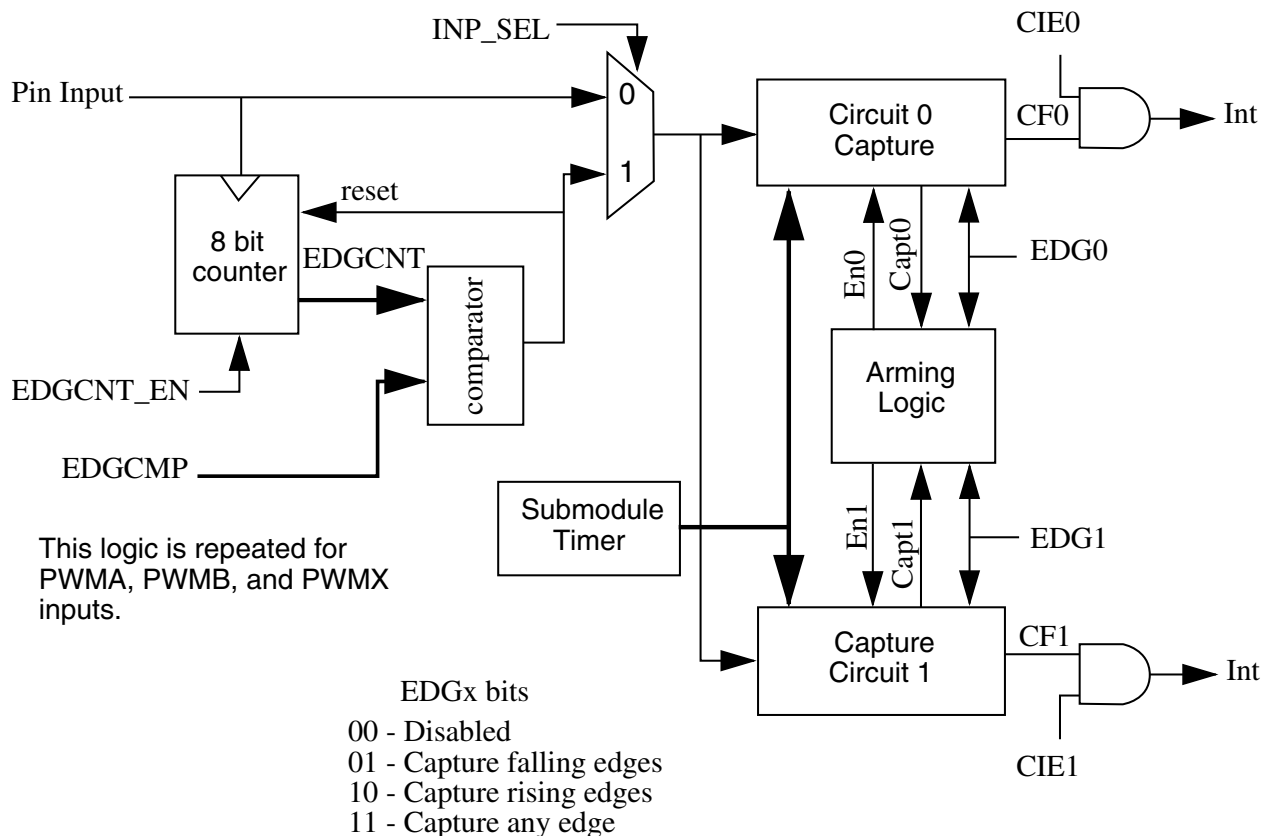 INP_SEL
CIE0
Pin Input
0
Circuit 0
Capture
CF0
Int
1
reset
8 bit
counter
EDGCNT
comparator
En0
Capt0
EDG0
EDGCNT_EN
Arming
Logic
EDGCMP
Submodule
Timer
En1
Capt1
EDG1
This logic is repeated for
PWMA, PWMB, and PWMX
inputs.
Capture
Circuit 1
CF1
Int
CIE1
EDGx bits
00 - Disabled
01 - Capture falling edges
10 - Capture rising edges
11 - Capture any edge